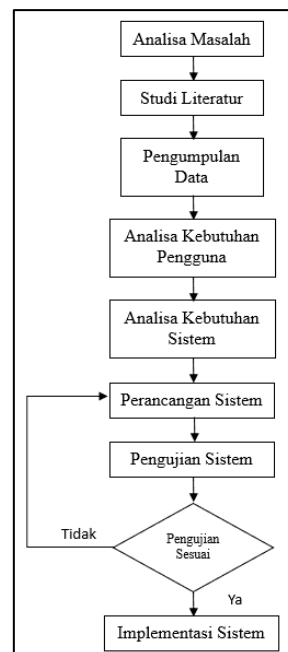 Analisa Masalah
Studi Literatur
Pengumpulan
Data
Analisa Kebutuhan
Pengguna
Analisa Kebutuhan
Sistem
Perancangan Sistem
Pengujian Sistem
Tidak
Pengujian
Sesuai
Ya
Implementasi Sistem